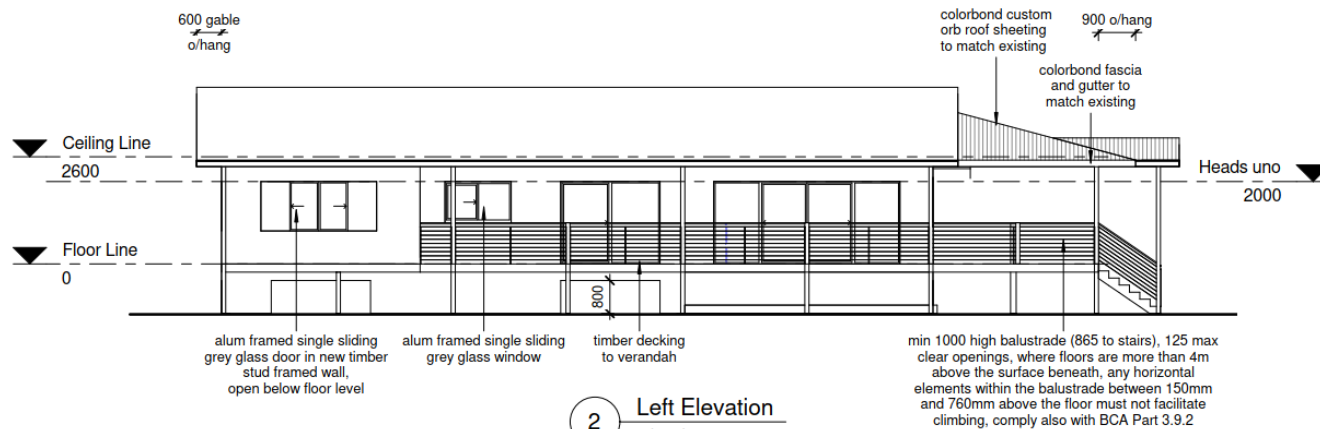 600 gable
o/hang
colorbond custom
orb roof sheeting
to match existing
900 o/hang
colorbond fascia
and gutter to
match existing
Ceiling Line
2600
Heads uno
2000
Floor Line
0
800
alum framed single sliding
grey glass door in new timber
stud framed wall,
open below floor level
alum framed single sliding
grey glass window
timber decking
to verandah
min 1000 high balustrade (865 to stairs), 125 max
clear openings, where floors are more than 4m
above the surface beneath, any horizontal
elements within the balustrade between 150mm
and 760mm above the floor must not facilitate
climbing, comply also with BCA Part 3.9.2
2
Left Elevation